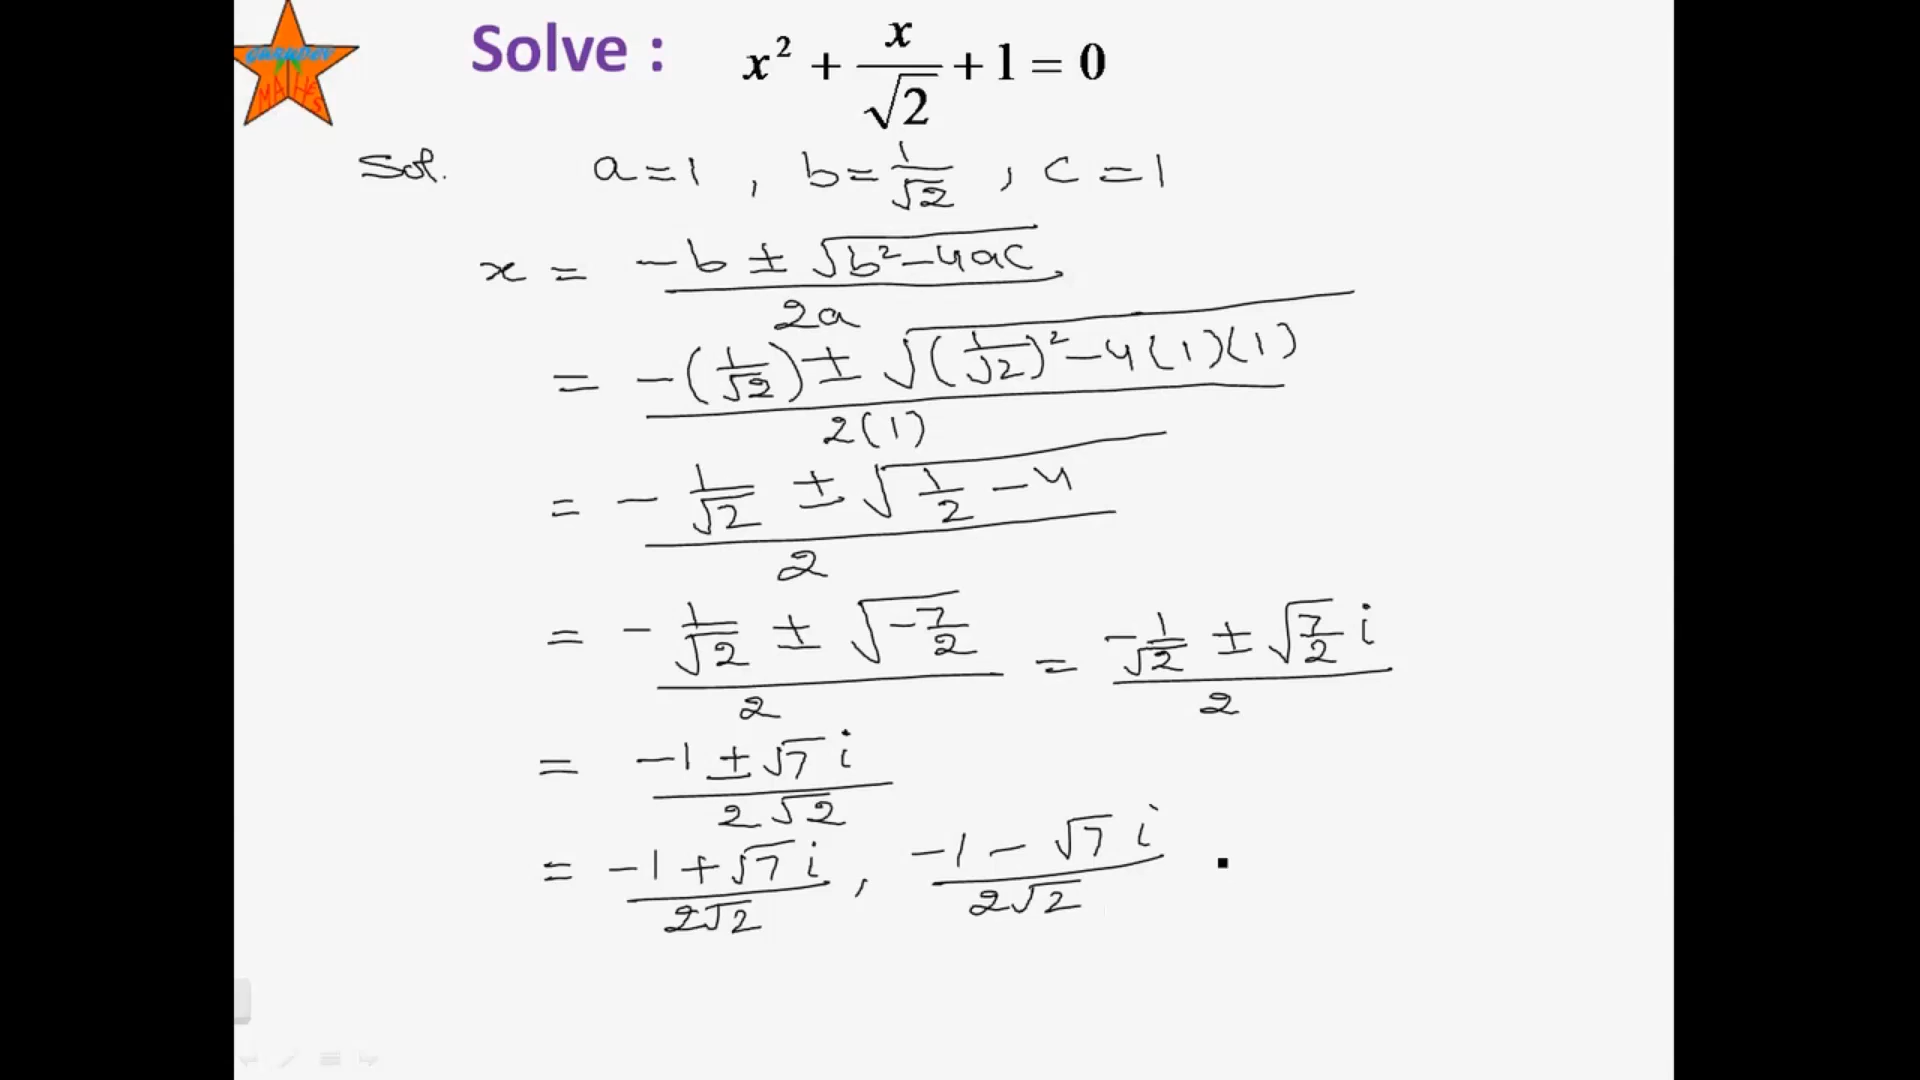 GURUDEV
MATHES
Solve : x² + x/√2 + 1 = 0
Sol. a = 1 , b = 1/√2 , c = 1
x = (-b ± √(b² - 4ac))/2a
= (-(1/√2) ± √((1/√2)² - 4(1)(1)))/2(1)
= (-1/√2 ± √(1/2 - 4))/2
= (-1/√2 ± √(-7/2))/2 = (-1/√2 ± √(7/2) i)/2
= (-1 ± √7 i)/2√2
= (-1 + √7 i)/2√2 , (-1 - √7 i)/2√2 .